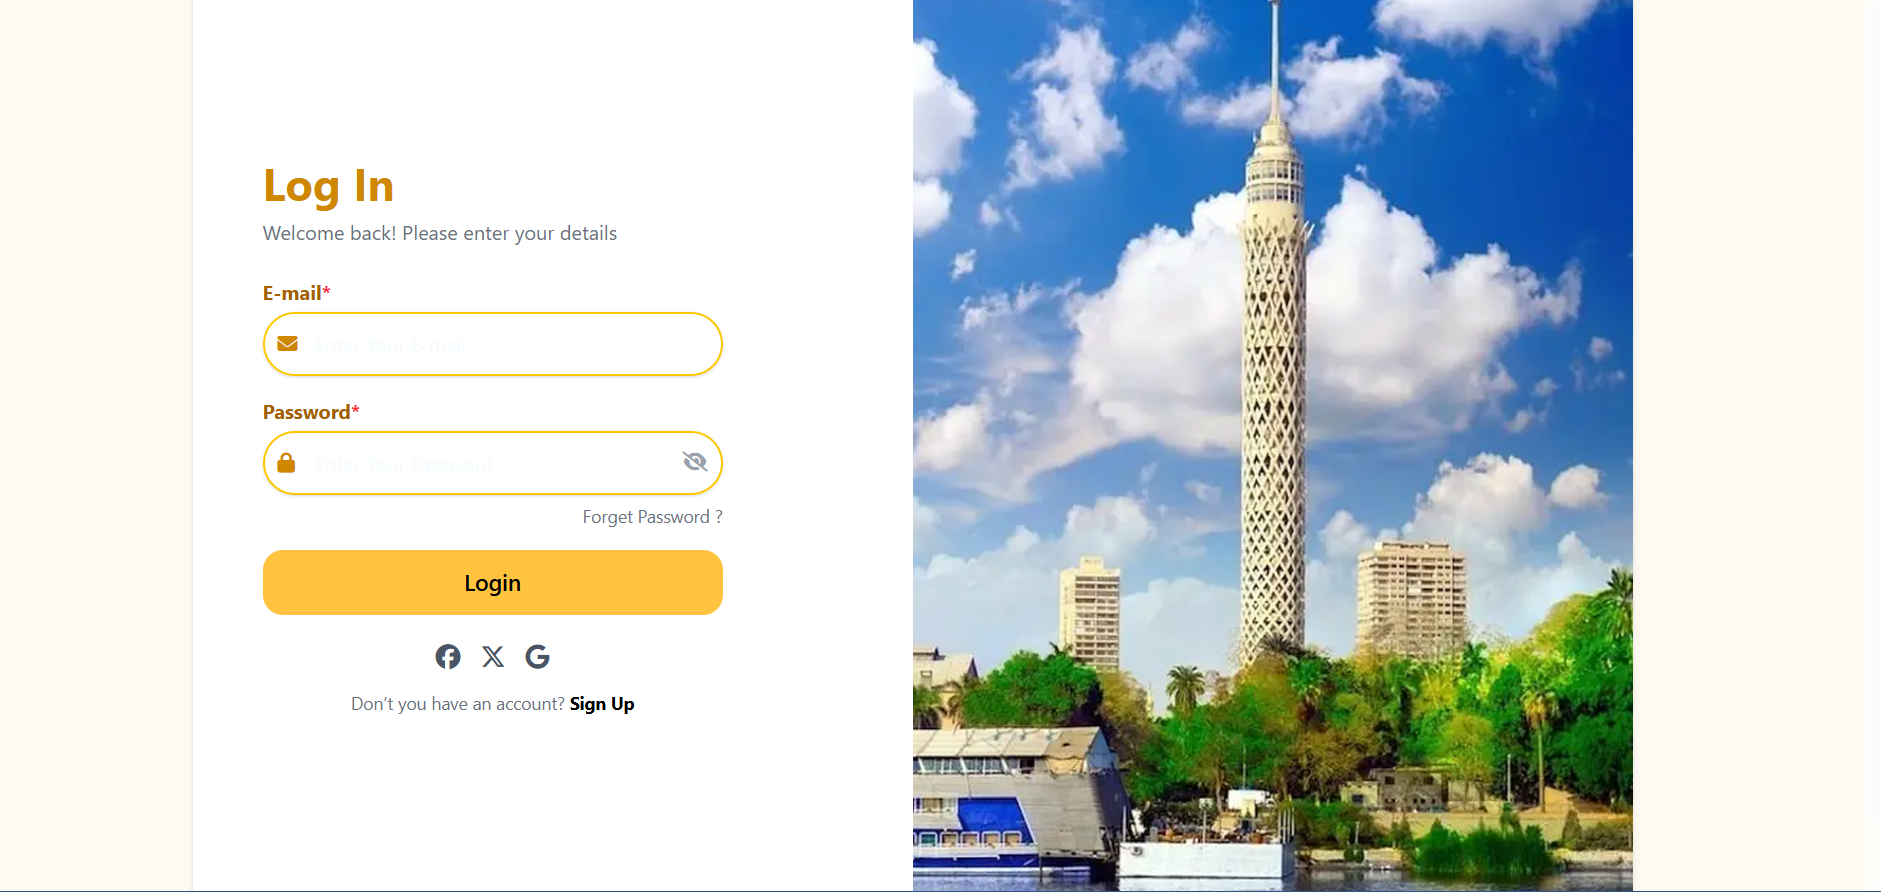 Log In
Welcome back! Please enter your details
E-mail*
Enter Your E-mail
Password*
Enter Your Password
Forget Password ?
Login
Don't you have an account? Sign Up